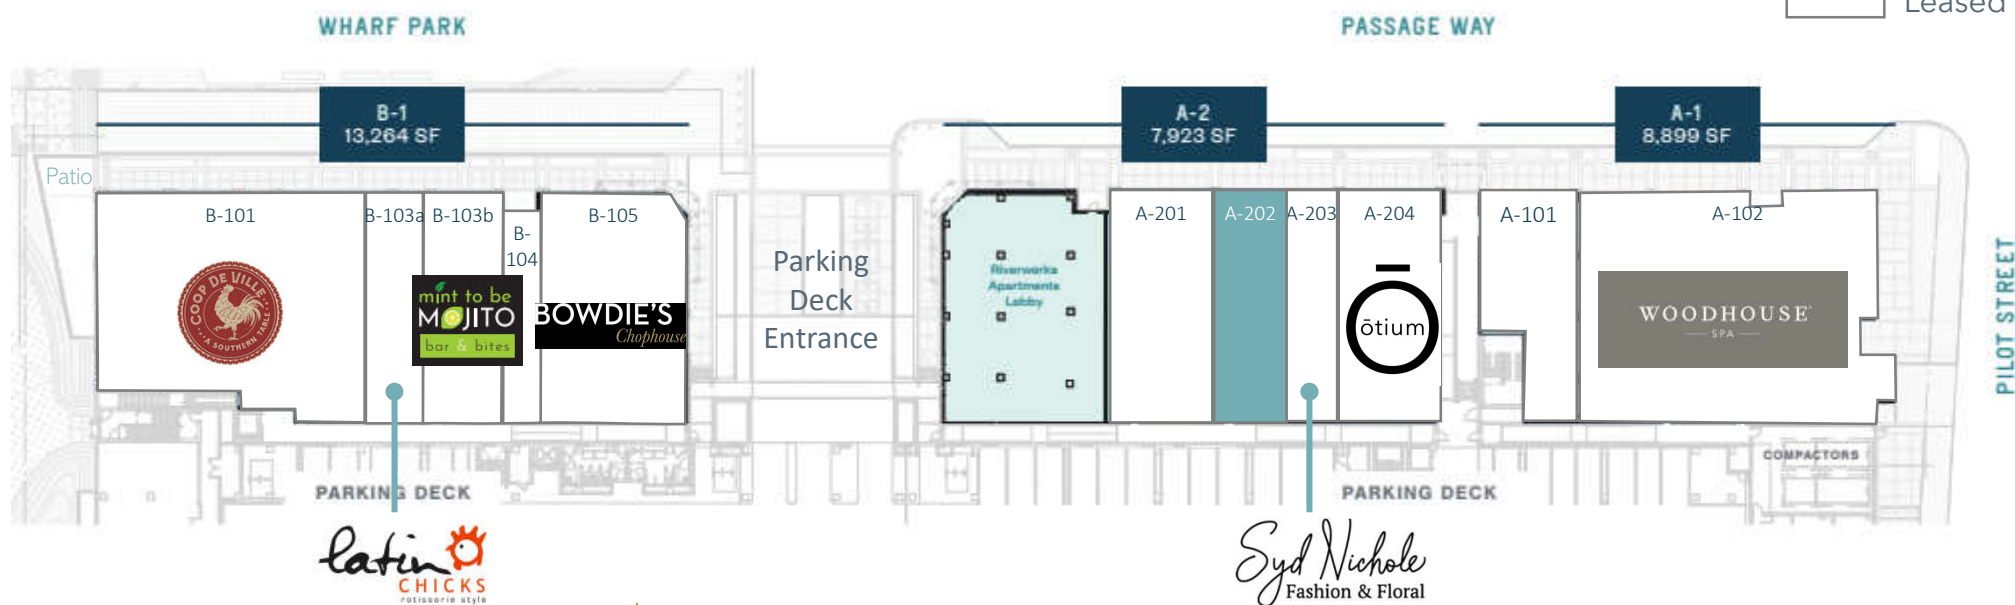 Leased
WHARF PARK
PASSAGE WAY
B-1
13,264 SF
A-2
7,923 SF
A-1
8,899 SF
Patio
B-101
B-103a
B-103b
B-
104
B-105
A-201
A-202
A-203
A-204
A-101
A-102
COOP DE VILLE
• A SOUTHERN TABLE •
mint to be
MOJITO
bar & bites
BOWDIE'S
Chophouse
Parking
Deck
Entrance
Riverworks
Apartments
Lobby
ōtium
WOODHOUSE
SPA
PILOT STREET
COMPACTORS
PARKING DECK
PARKING DECK
latin
CHICKS
rotisserie style
Syd Nichole
Fashion & Floral